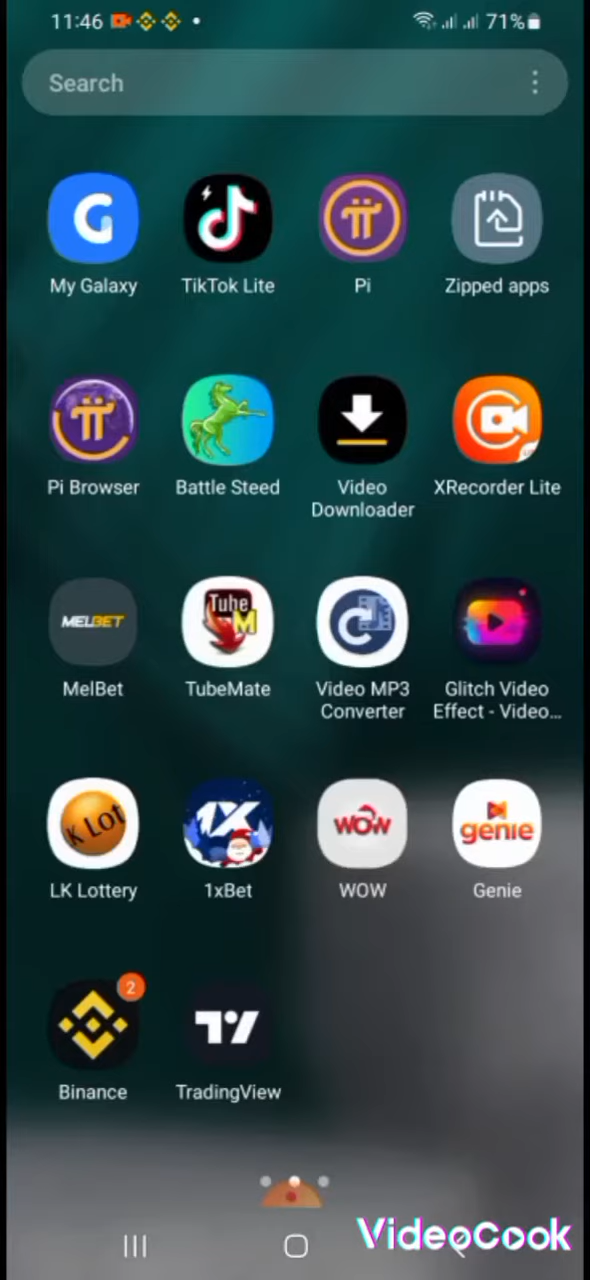 11:46
71%
Search
My Galaxy
TikTok Lite
Pi
Zipped apps
Pi Browser
Battle Steed
Video
Downloader
XRecorder Lite
MELBET
Tube
M
MelBet
TubeMate
Video MP3
Converter
Glitch Video
Effect - Video...
K Lot
1X
WOW
genie
LK Lottery
1xBet
WOW
Genie
2
Binance
TradingView
VideoCook